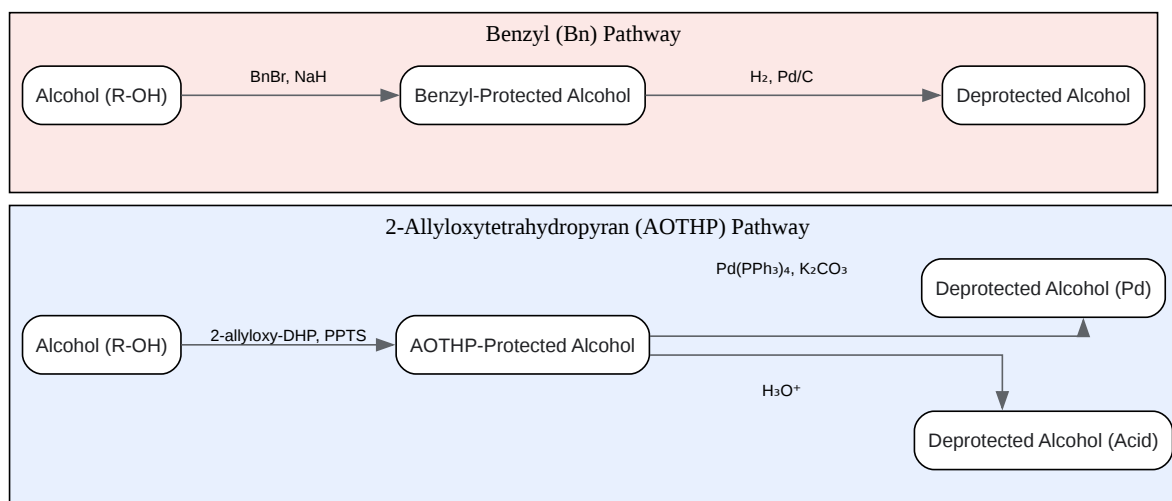 Benzyl (Bn) Pathway
BnBr, NaH
H₂, Pd/C
Alcohol (R-OH)
Benzyl-Protected Alcohol
Deprotected Alcohol
2-Allyloxytetrahydropyran (AOTHP) Pathway
Pd(PPh₃)₄, K₂CO₃
Deprotected Alcohol (Pd)
2-allyloxy-DHP, PPTS
Alcohol (R-OH)
AOTHP-Protected Alcohol
H₃O⁺
Deprotected Alcohol (Acid)